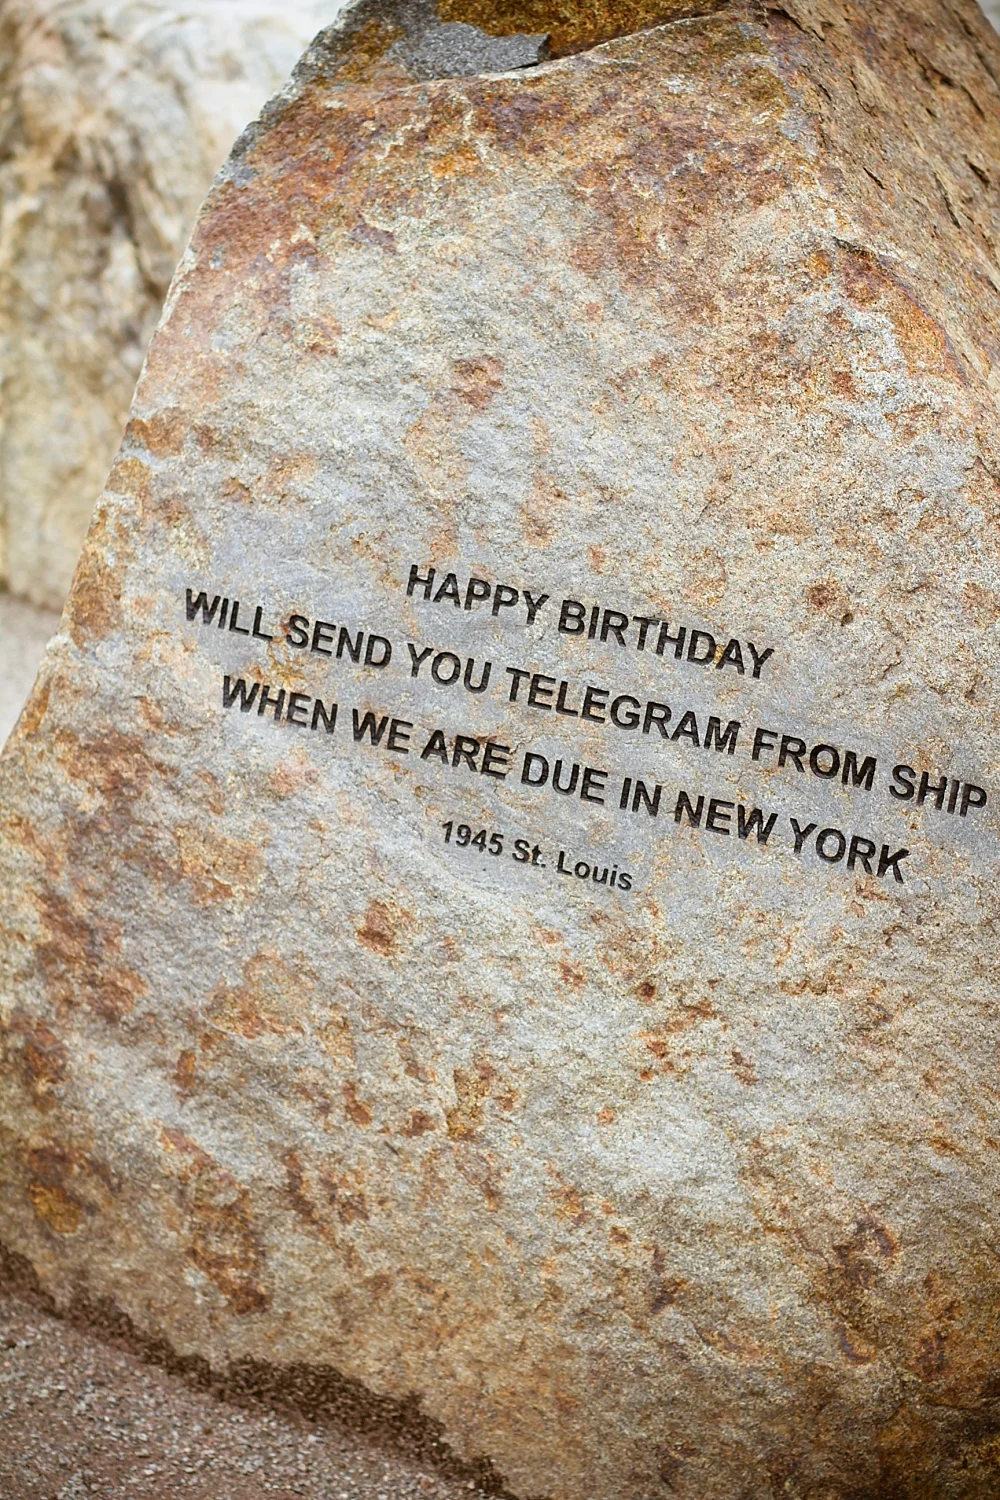 HAPPY BIRTHDAY
WILL SEND YOU TELEGRAM FROM SHIP
WHEN WE ARE DUE IN NEW YORK
1945 St. Louis